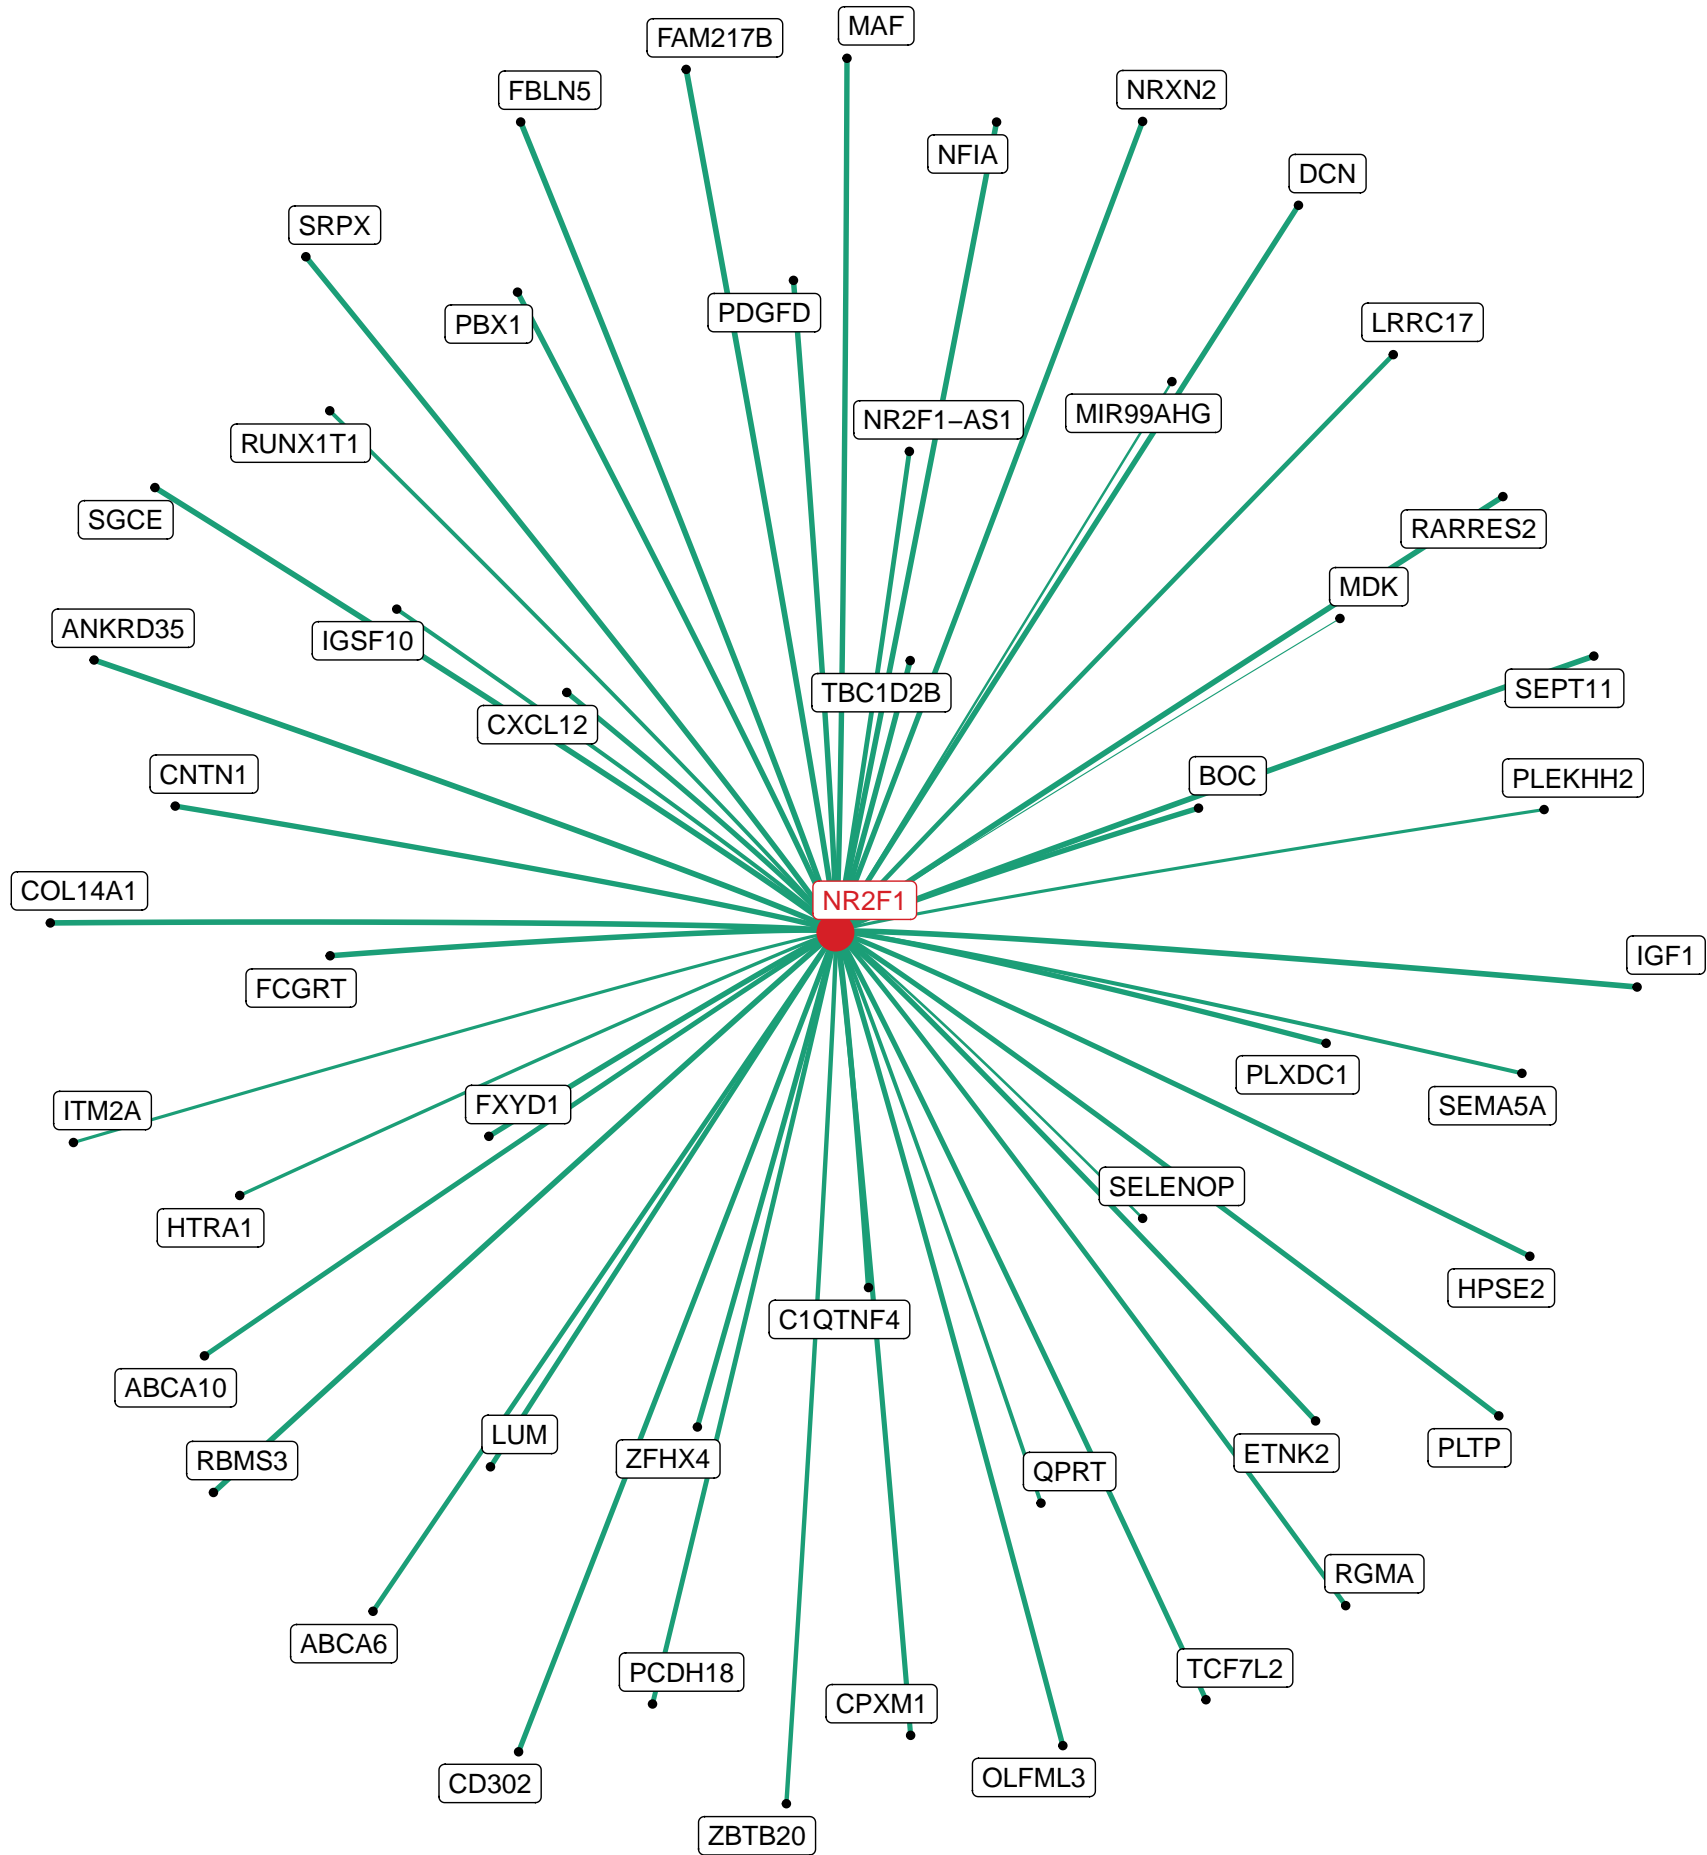 MAF
FAM217B
FBLN5
NRXN2
NFIA
DCN
SRPX
PDGFD
PBX1
LRRC17
MIR99AHG
NR2F1−AS1
RUNX1T1
SGCE
RARRES2
MDK
ANKRD35
IGSF10
SEPT11
TBC1D2B
CXCL12
CNTN1
BOC
PLEKHH2
COL14A1
NR2F1
IGF1
FCGRT
PLXDC1
FXYD1
SEMA5A
ITM2A
SELENOP
HTRA1
HPSE2
C1QTNF4
ABCA10
LUM
PLTP
ETNK2
RBMS3
ZFHX4
QPRT
RGMA
ABCA6
TCF7L2
PCDH18
CPXM1
OLFML3
CD302
ZBTB20